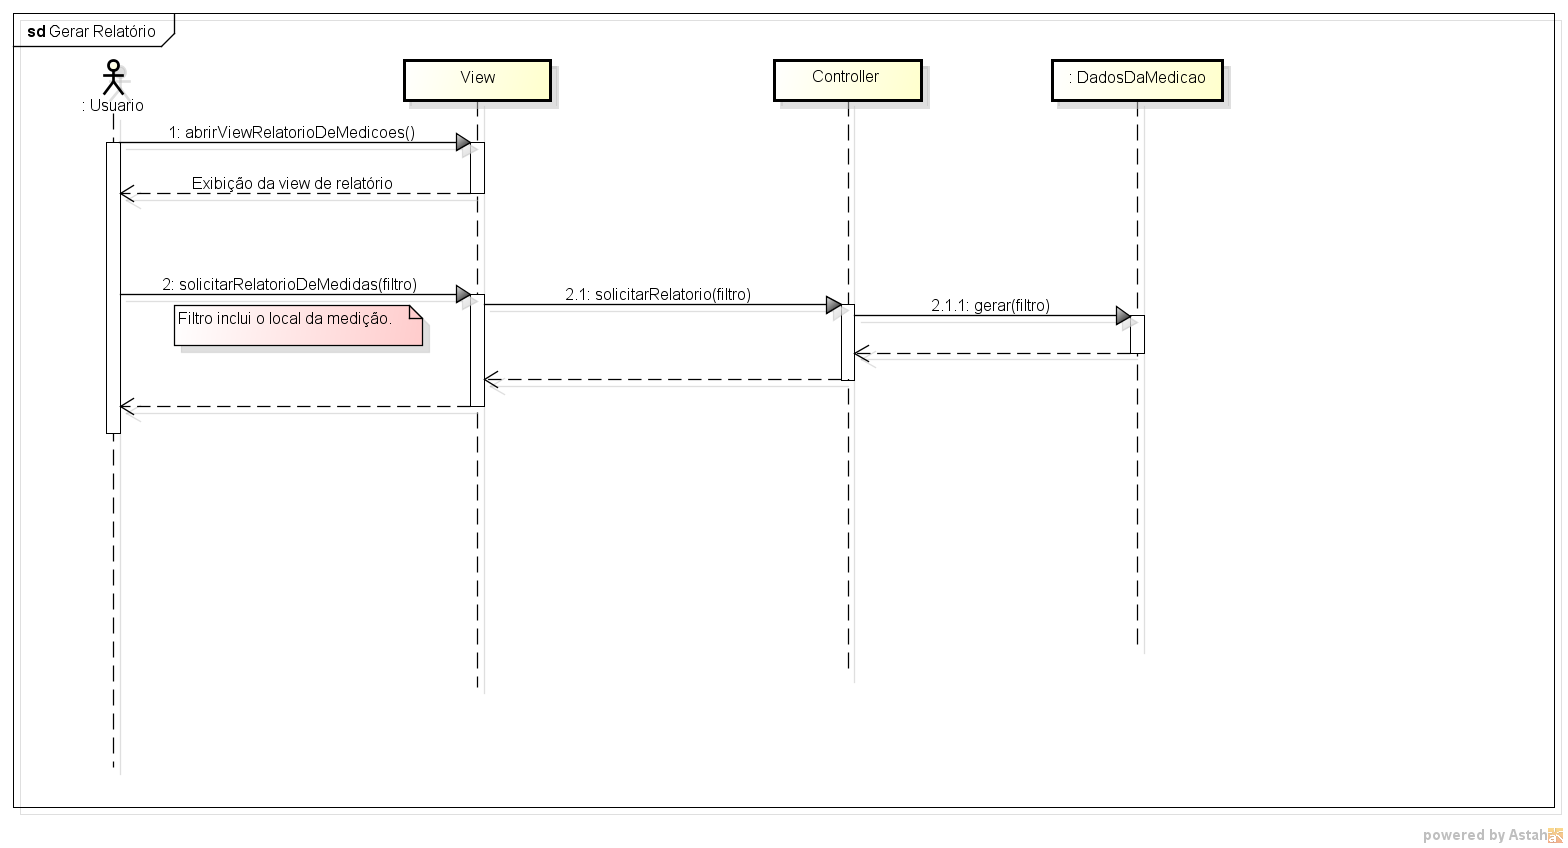 sd Gerar Relatório
: Usuario
View
Controller
: DadosDaMedicao
1: abrirViewRelatorioDeMedicoes()
Exibição da view de relatório
2: solicitarRelatorioDeMedidas(filtro)
2.1: solicitarRelatorio(filtro)
2.1.1: gerar(filtro)
Filtro inclui o local da medição.
powered by Astah